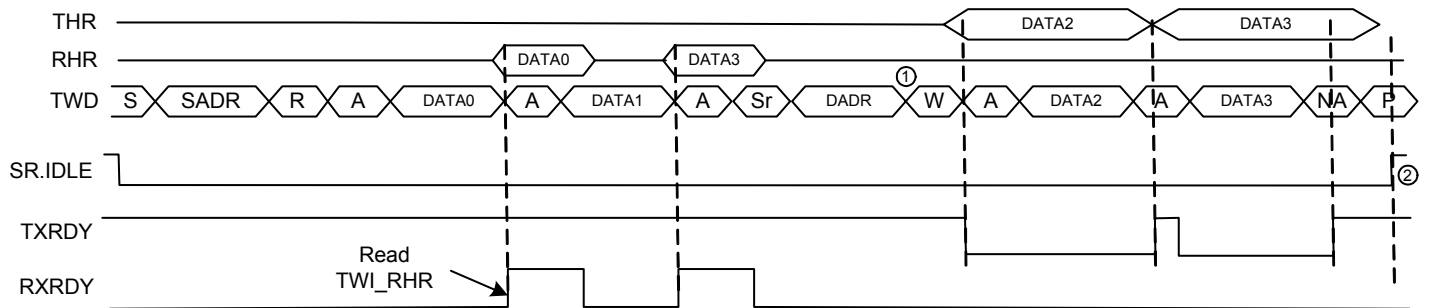 THR DATA2 DATA3
RHR DATA0 DATA3
①
TWD S SADR R A DATA0 A DATA1 A Sr DADR W A DATA2 A DATA3 NA P
SR.IDLE ②
TXRDY
Read
TWI_RHR
RXRDY